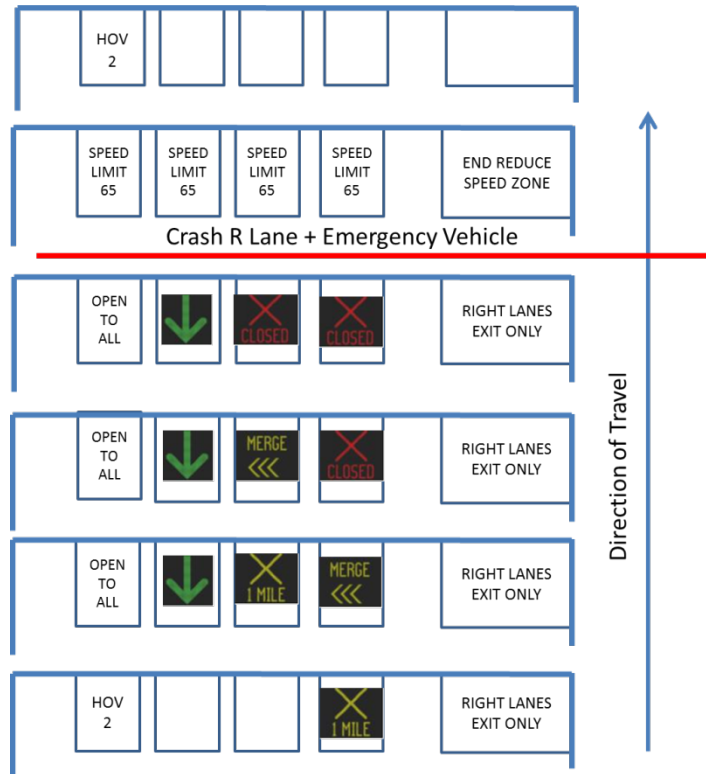 HOV
2
SPEED
LIMIT
65
SPEED
LIMIT
65
SPEED
LIMIT
65
SPEED
LIMIT
65
END REDUCE
SPEED ZONE
Crash R Lane + Emergency Vehicle
OPEN
TO
ALL
CLOSED
CLOSED
RIGHT LANES
EXIT ONLY
OPEN
TO
ALL
MERGE
CLOSED
RIGHT LANES
EXIT ONLY
OPEN
TO
ALL
1 MILE
MERGE
RIGHT LANES
EXIT ONLY
HOV
2
1 MILE
RIGHT LANES
EXIT ONLY
Direction of Travel